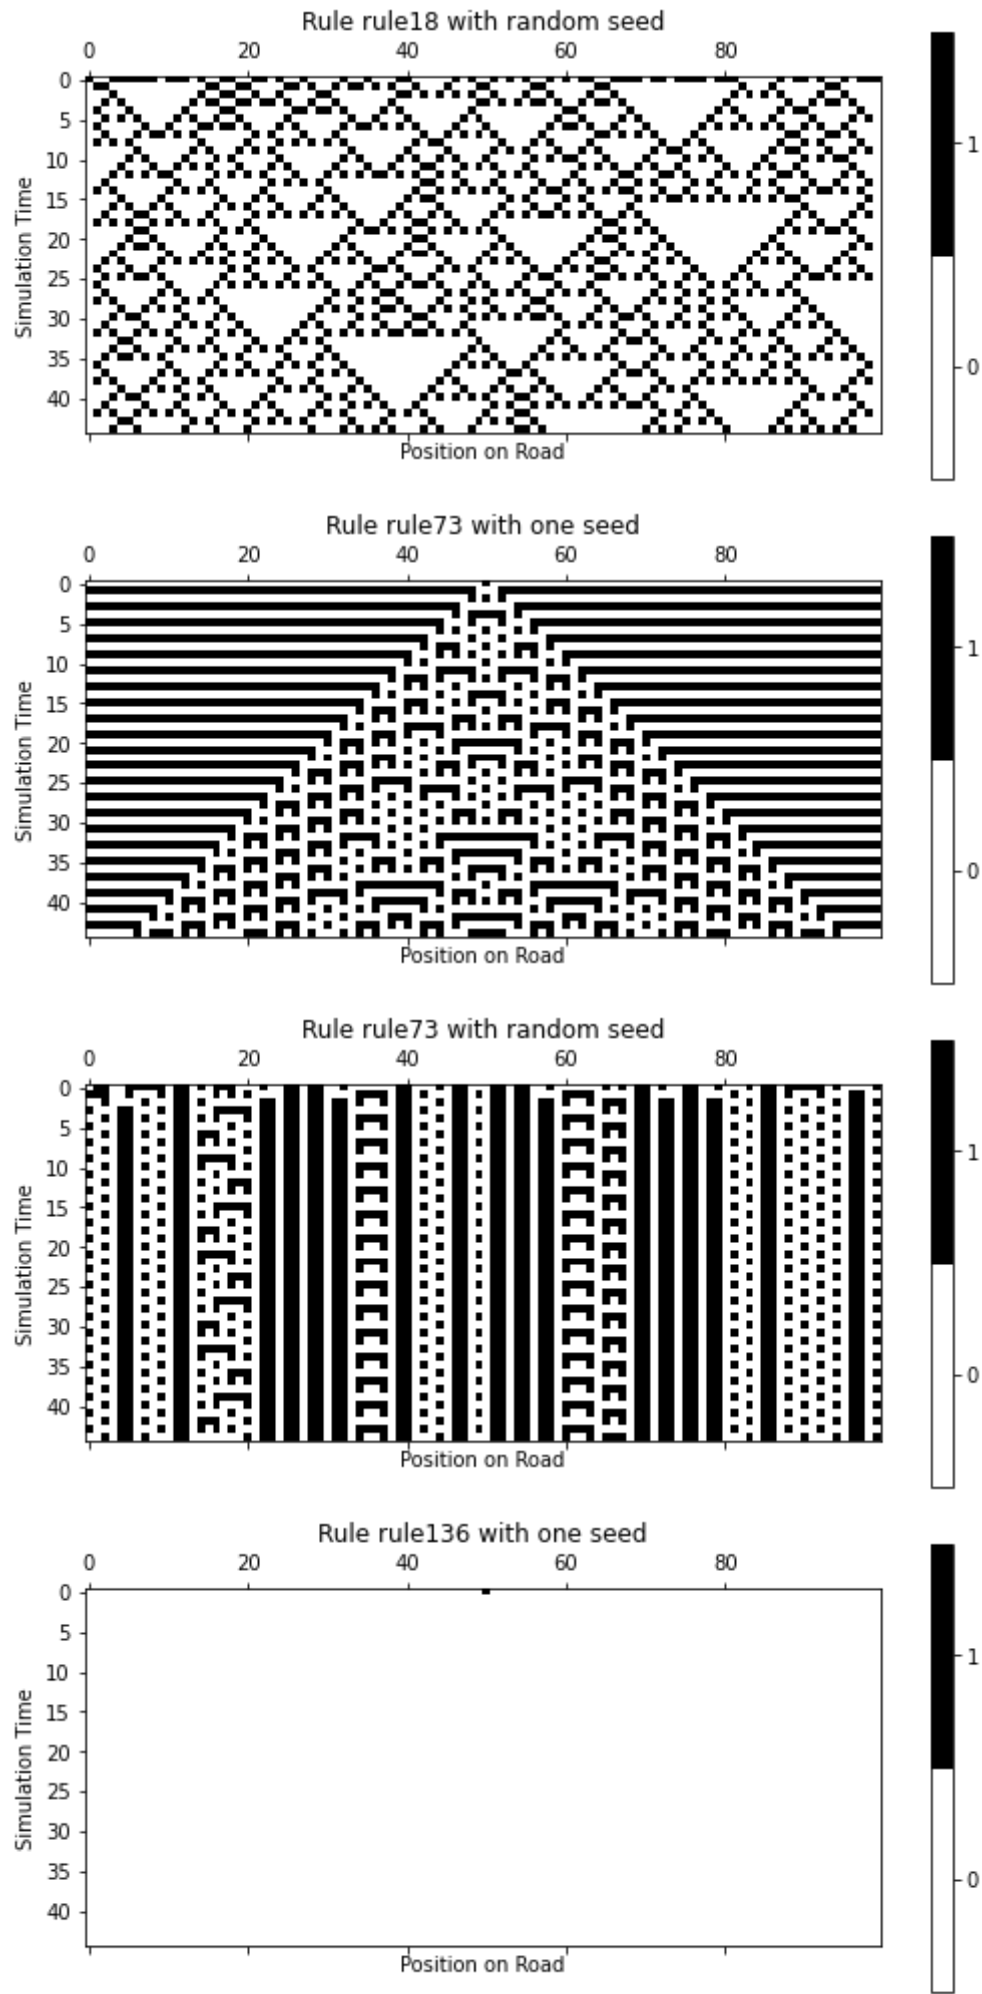 Rule rule18 with random seed
0 20 40 60 80
0
5
10
15
20
25
30
35
40
Simulation Time
Position on Road
1
0
Rule rule73 with one seed
0 20 40 60 80
0
5
10
15
20
25
30
35
40
Simulation Time
Position on Road
1
0
Rule rule73 with random seed
0 20 40 60 80
0
5
10
15
20
25
30
35
40
Simulation Time
Position on Road
1
0
Rule rule136 with one seed
0 20 40 60 80
0
5
10
15
20
25
30
35
40
Simulation Time
Position on Road
1
0